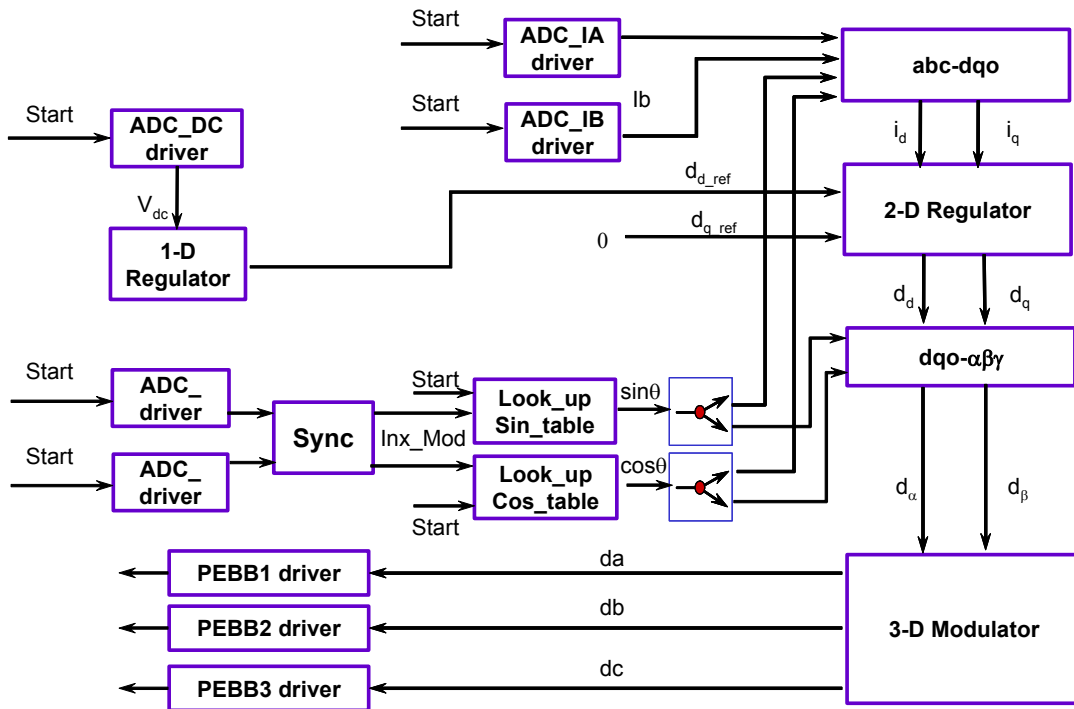 Start
ADC_IA
driver
abc-dqo
Start
ADC_IB
driver
Ib
Start
ADC_DC
driver
i_d
i_q
V_dc
d_d_ref
2-D Regulator
1-D
Regulator
0
d_q_ref
d_d
d_q
dqo-αβγ
Start
ADC_
driver
Start
Look_up
Sin_table
sinθ
Sync
Inx_Mod
Start
ADC_
driver
Look_up
Cos_table
cosθ
Start
d_α
d_β
PEBB1 driver
da
PEBB2 driver
db
3-D Modulator
PEBB3 driver
dc